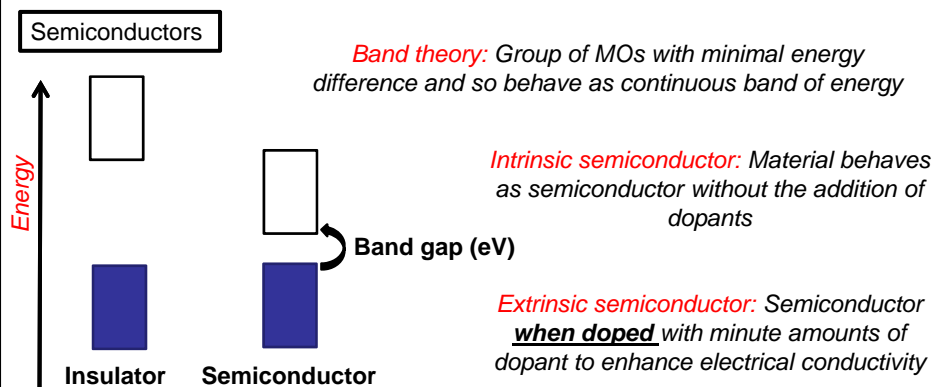 Semiconductors
Band theory: Group of MOs with minimal energy
difference and so behave as continuous band of energy
Energy
Intrinsic semiconductor: Material behaves
as semiconductor without the addition of
dopants
Band gap (eV)
Extrinsic semiconductor: Semiconductor
when doped with minute amounts of
dopant to enhance electrical conductivity
Insulator
Semiconductor